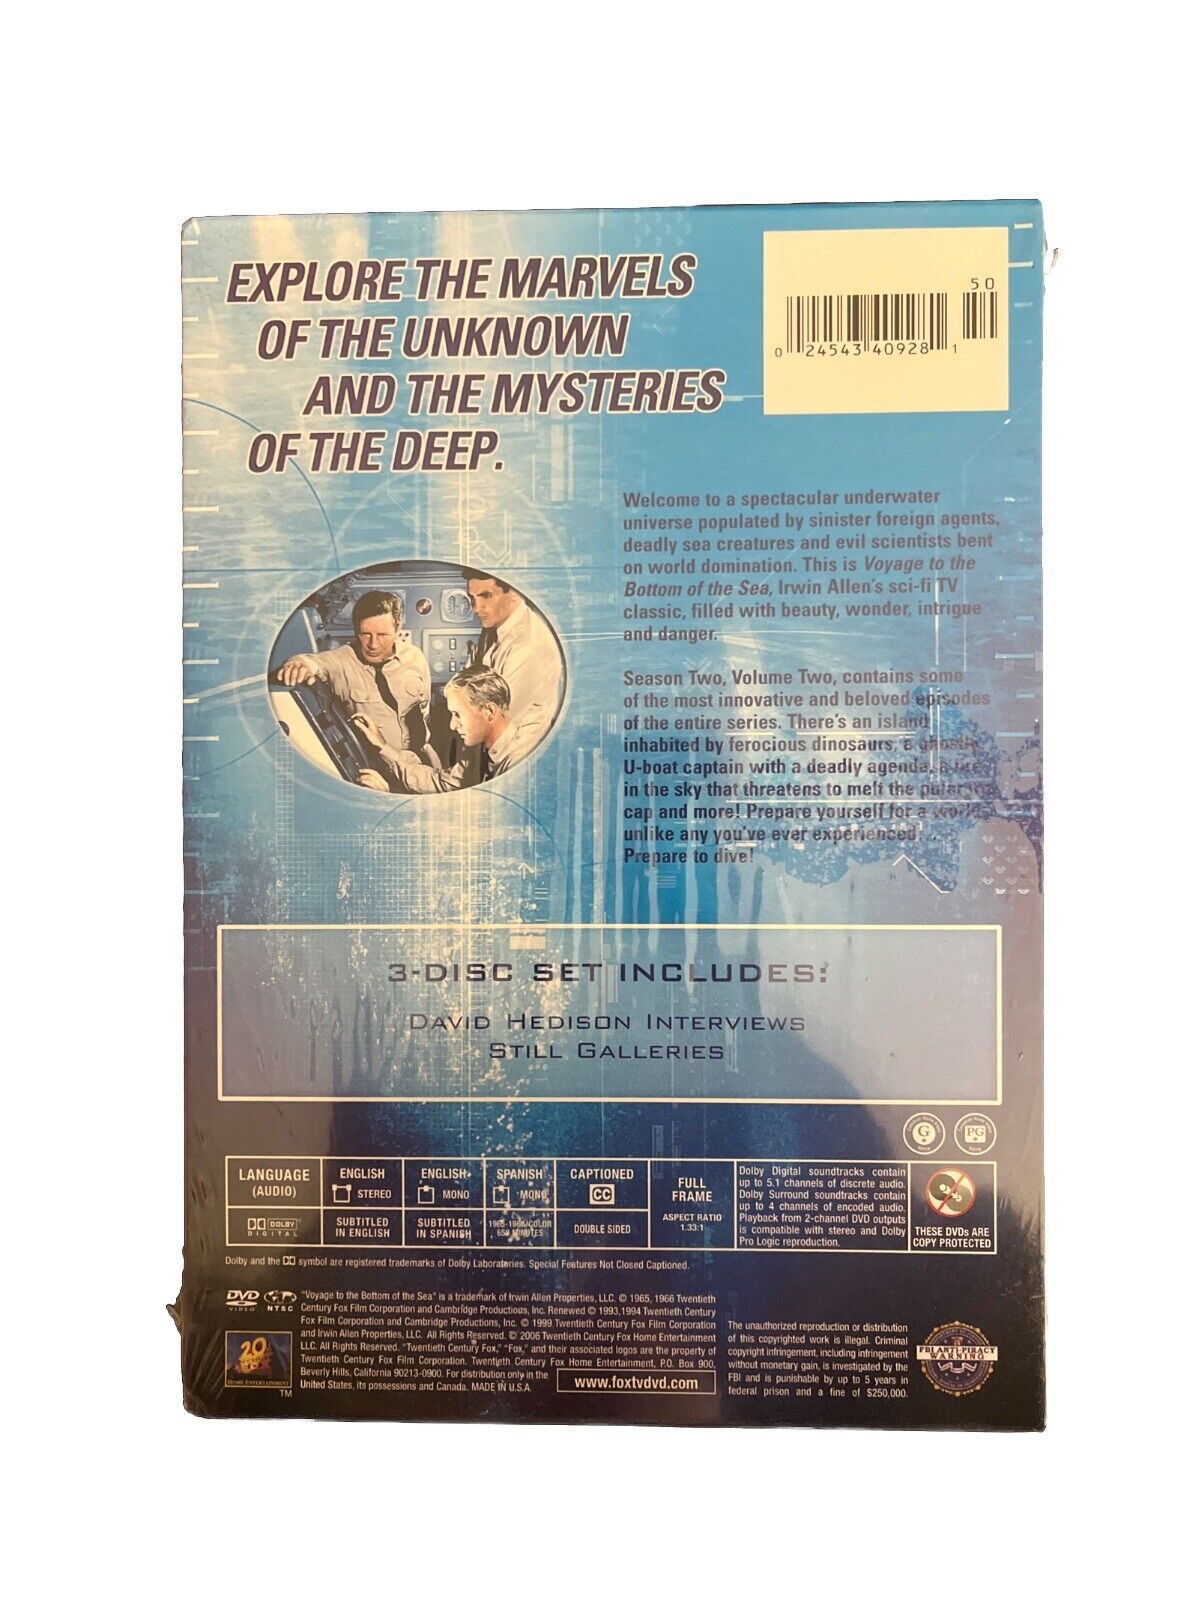 EXPLORE THE MARVELS
OF THE UNKNOWN
AND THE MYSTERIES
OF THE DEEP.
50
0 24543 40928 1
Welcome to a spectacular underwater
universe populated by sinister foreign agents,
deadly sea creatures and evil scientists bent
on world domination. This is Voyage to the
Bottom of the Sea, Irwin Allen's sci-fi TV
classic, filled with beauty, wonder, intrigue
and danger.
Season Two, Volume Two, contains some
of the most innovative and beloved episodes
of the entire series. There's an island
inhabited by ferocious dinosaurs, a ghostly
U-boat captain with a deadly agenda, a fire
in the sky that threatens to melt the polar
cap and more! Prepare yourself for a world
unlike any you've ever experienced...
Prepare to dive!
3-DISC SET INCLUDES:
DAVID HEDISON INTERVIEWS
STILL GALLERIES
G
PG
LANGUAGE
(AUDIO)
ENGLISH
STEREO
ENGLISH
MONO
SPANISH
MONO
CAPTIONED
CC
FULL
FRAME
ASPECT RATIO
1.33:1
DOLBY
DIGITAL
SUBTITLED
IN ENGLISH
SUBTITLED
IN SPANISH
1965-1966/COLOR
MINUTES
DOUBLE SIDED
Dolby Digital soundtracks contain
up to 5.1 channels of discrete audio.
Dolby Surround soundtracks contain
up to 4 channels of encoded audio.
Playback from 2-channel DVD outputs
is compatible with stereo and Dolby
Pro Logic reproduction.
THESE DVDs ARE
COPY PROTECTED
Dolby and the DD symbol are registered trademarks of Dolby Laboratories. Special Features Not Closed Captioned.
DVD
VIDEO
NTSC
"Voyage to the Bottom of the Sea" is a trademark of Irwin Allen Properties, LLC. © 1965, 1966 Twentieth
Century Fox Film Corporation and Cambridge Productions, Inc. Renewed © 1993,1994 Twentieth Century
Fox Film Corporation and Cambridge Productions, Inc. © 1999 Twentieth Century Fox Film Corporation
and Irwin Allen Properties, LLC. All Rights Reserved. © 2006 Twentieth Century Fox Home Entertainment
LLC. All Rights Reserved. "Twentieth Century Fox," "Fox," and their associated logos are the property of
Twentieth Century Fox Film Corporation. Twentieth Century Fox Home Entertainment, P.O. Box 900,
Beverly Hills, California 90213-0900. For distribution only in the
United States, its possessions and Canada. MADE IN U.S.A.
www.foxtvdvd.com
20
HOME ENTERTAINMENT
TM
The unauthorized reproduction or distribution
of this copyrighted work is illegal. Criminal
copyright infringement, including infringement
without monetary gain, is investigated by the
FBI and is punishable by up to 5 years in
federal prison and a fine of $250,000.
FBI ANTI-PIRACY
WARNING